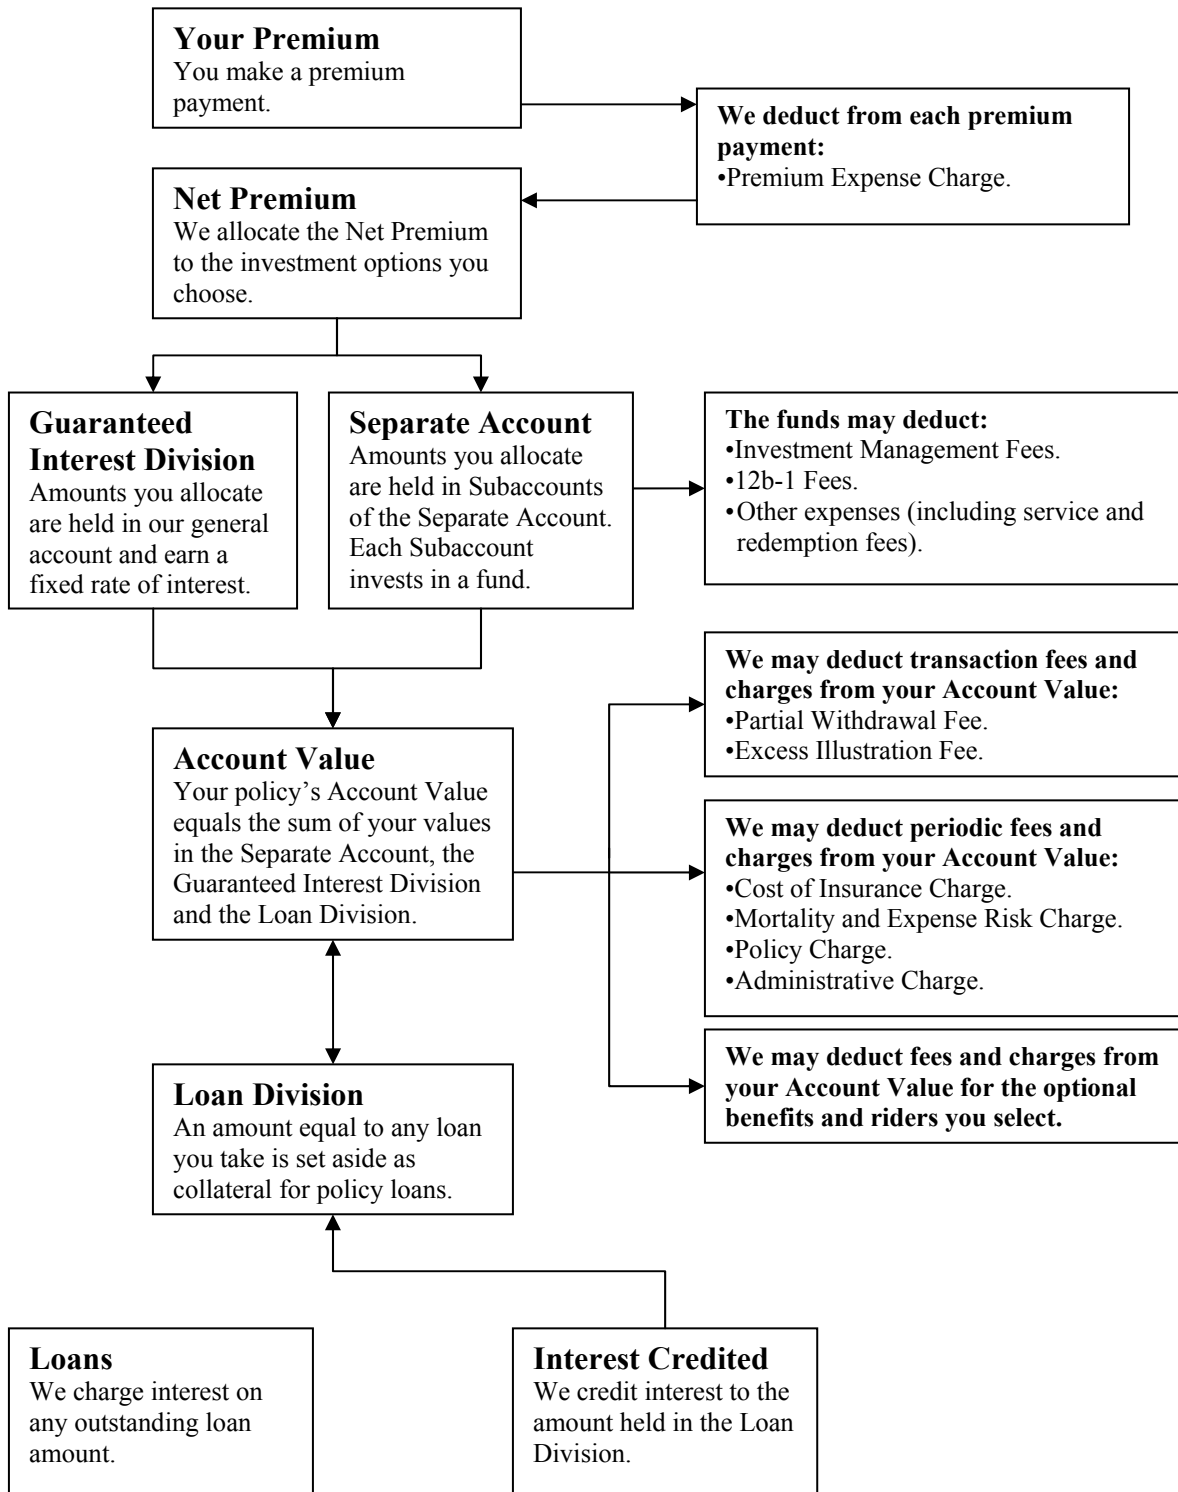 Your Premium
You make a premium
payment.
We deduct from each premium
payment:
•Premium Expense Charge.
Net Premium
We allocate the Net Premium
to the investment options you
choose.
Guaranteed
Interest Division
Amounts you allocate
are held in our general
account and earn a
fixed rate of interest.
Separate Account
Amounts you allocate
are held in Subaccounts
of the Separate Account.
Each Subaccount
invests in a fund.
The funds may deduct:
•Investment Management Fees.
•12b-1 Fees.
•Other expenses (including service and
redemption fees).
We may deduct transaction fees and
charges from your Account Value:
•Partial Withdrawal Fee.
•Excess Illustration Fee.
Account Value
Your policy’s Account Value
equals the sum of your values
in the Separate Account, the
Guaranteed Interest Division
and the Loan Division.
We may deduct periodic fees and
charges from your Account Value:
•Cost of Insurance Charge.
•Mortality and Expense Risk Charge.
•Policy Charge.
•Administrative Charge.
We may deduct fees and charges from
your Account Value for the optional
benefits and riders you select.
Loan Division
An amount equal to any loan
you take is set aside as
collateral for policy loans.
Loans
We charge interest on
any outstanding loan
amount.
Interest Credited
We credit interest to the
amount held in the Loan
Division.